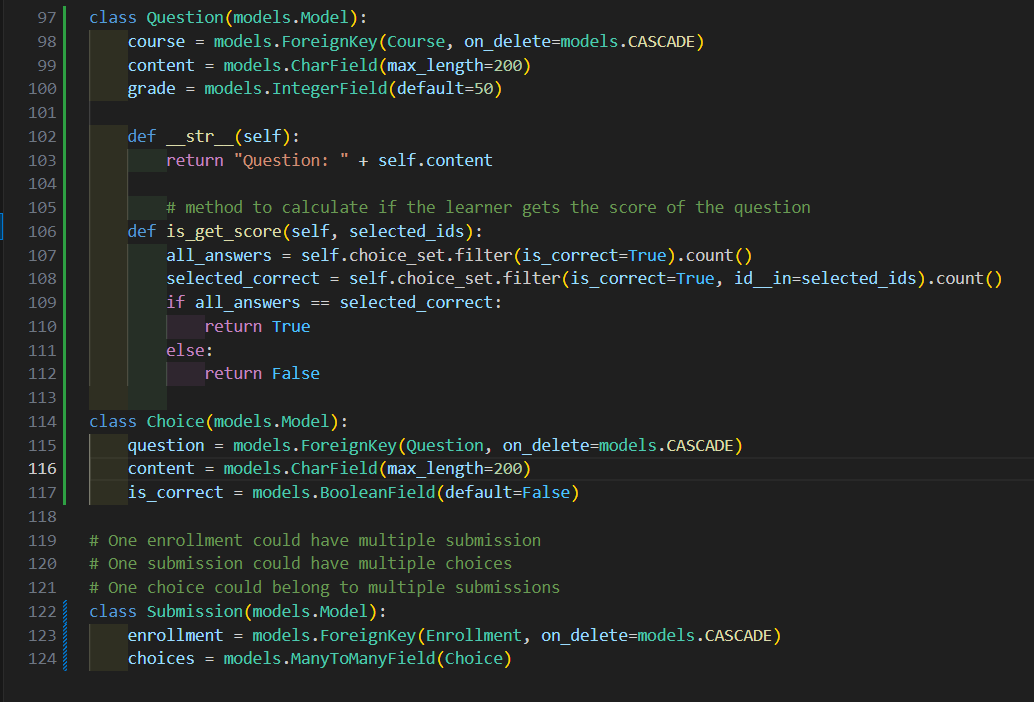 97 class Question(models.Model):
98     course = models.ForeignKey(Course, on_delete=models.CASCADE)
99     content = models.CharField(max_length=200)
100     grade = models.IntegerField(default=50)
101
102     def __str__(self):
103         return "Question: " + self.content
104
105         # method to calculate if the learner gets the score of the question
106     def is_get_score(self, selected_ids):
107         all_answers = self.choice_set.filter(is_correct=True).count()
108         selected_correct = self.choice_set.filter(is_correct=True, id__in=selected_ids).count()
109         if all_answers == selected_correct:
110             return True
111         else:
112             return False
113
114 class Choice(models.Model):
115     question = models.ForeignKey(Question, on_delete=models.CASCADE)
116     content = models.CharField(max_length=200)
117     is_correct = models.BooleanField(default=False)
118
119 # One enrollment could have multiple submission
120 # One submission could have multiple choices
121 # One choice could belong to multiple submissions
122 class Submission(models.Model):
123     enrollment = models.ForeignKey(Enrollment, on_delete=models.CASCADE)
124     choices = models.ManyToManyField(Choice)